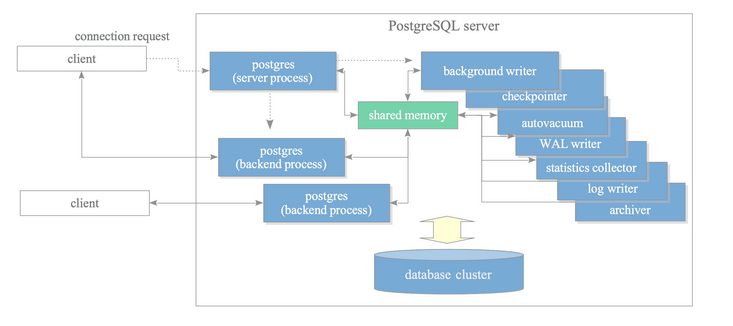 PostgreSQL server
connection request
client
postgres
(server process)
background writer
checkpointer
shared memory
autovacuum
WAL writer
postgres
(backend process)
statistics collector
log writer
client
postgres
(backend process)
archiver
database cluster